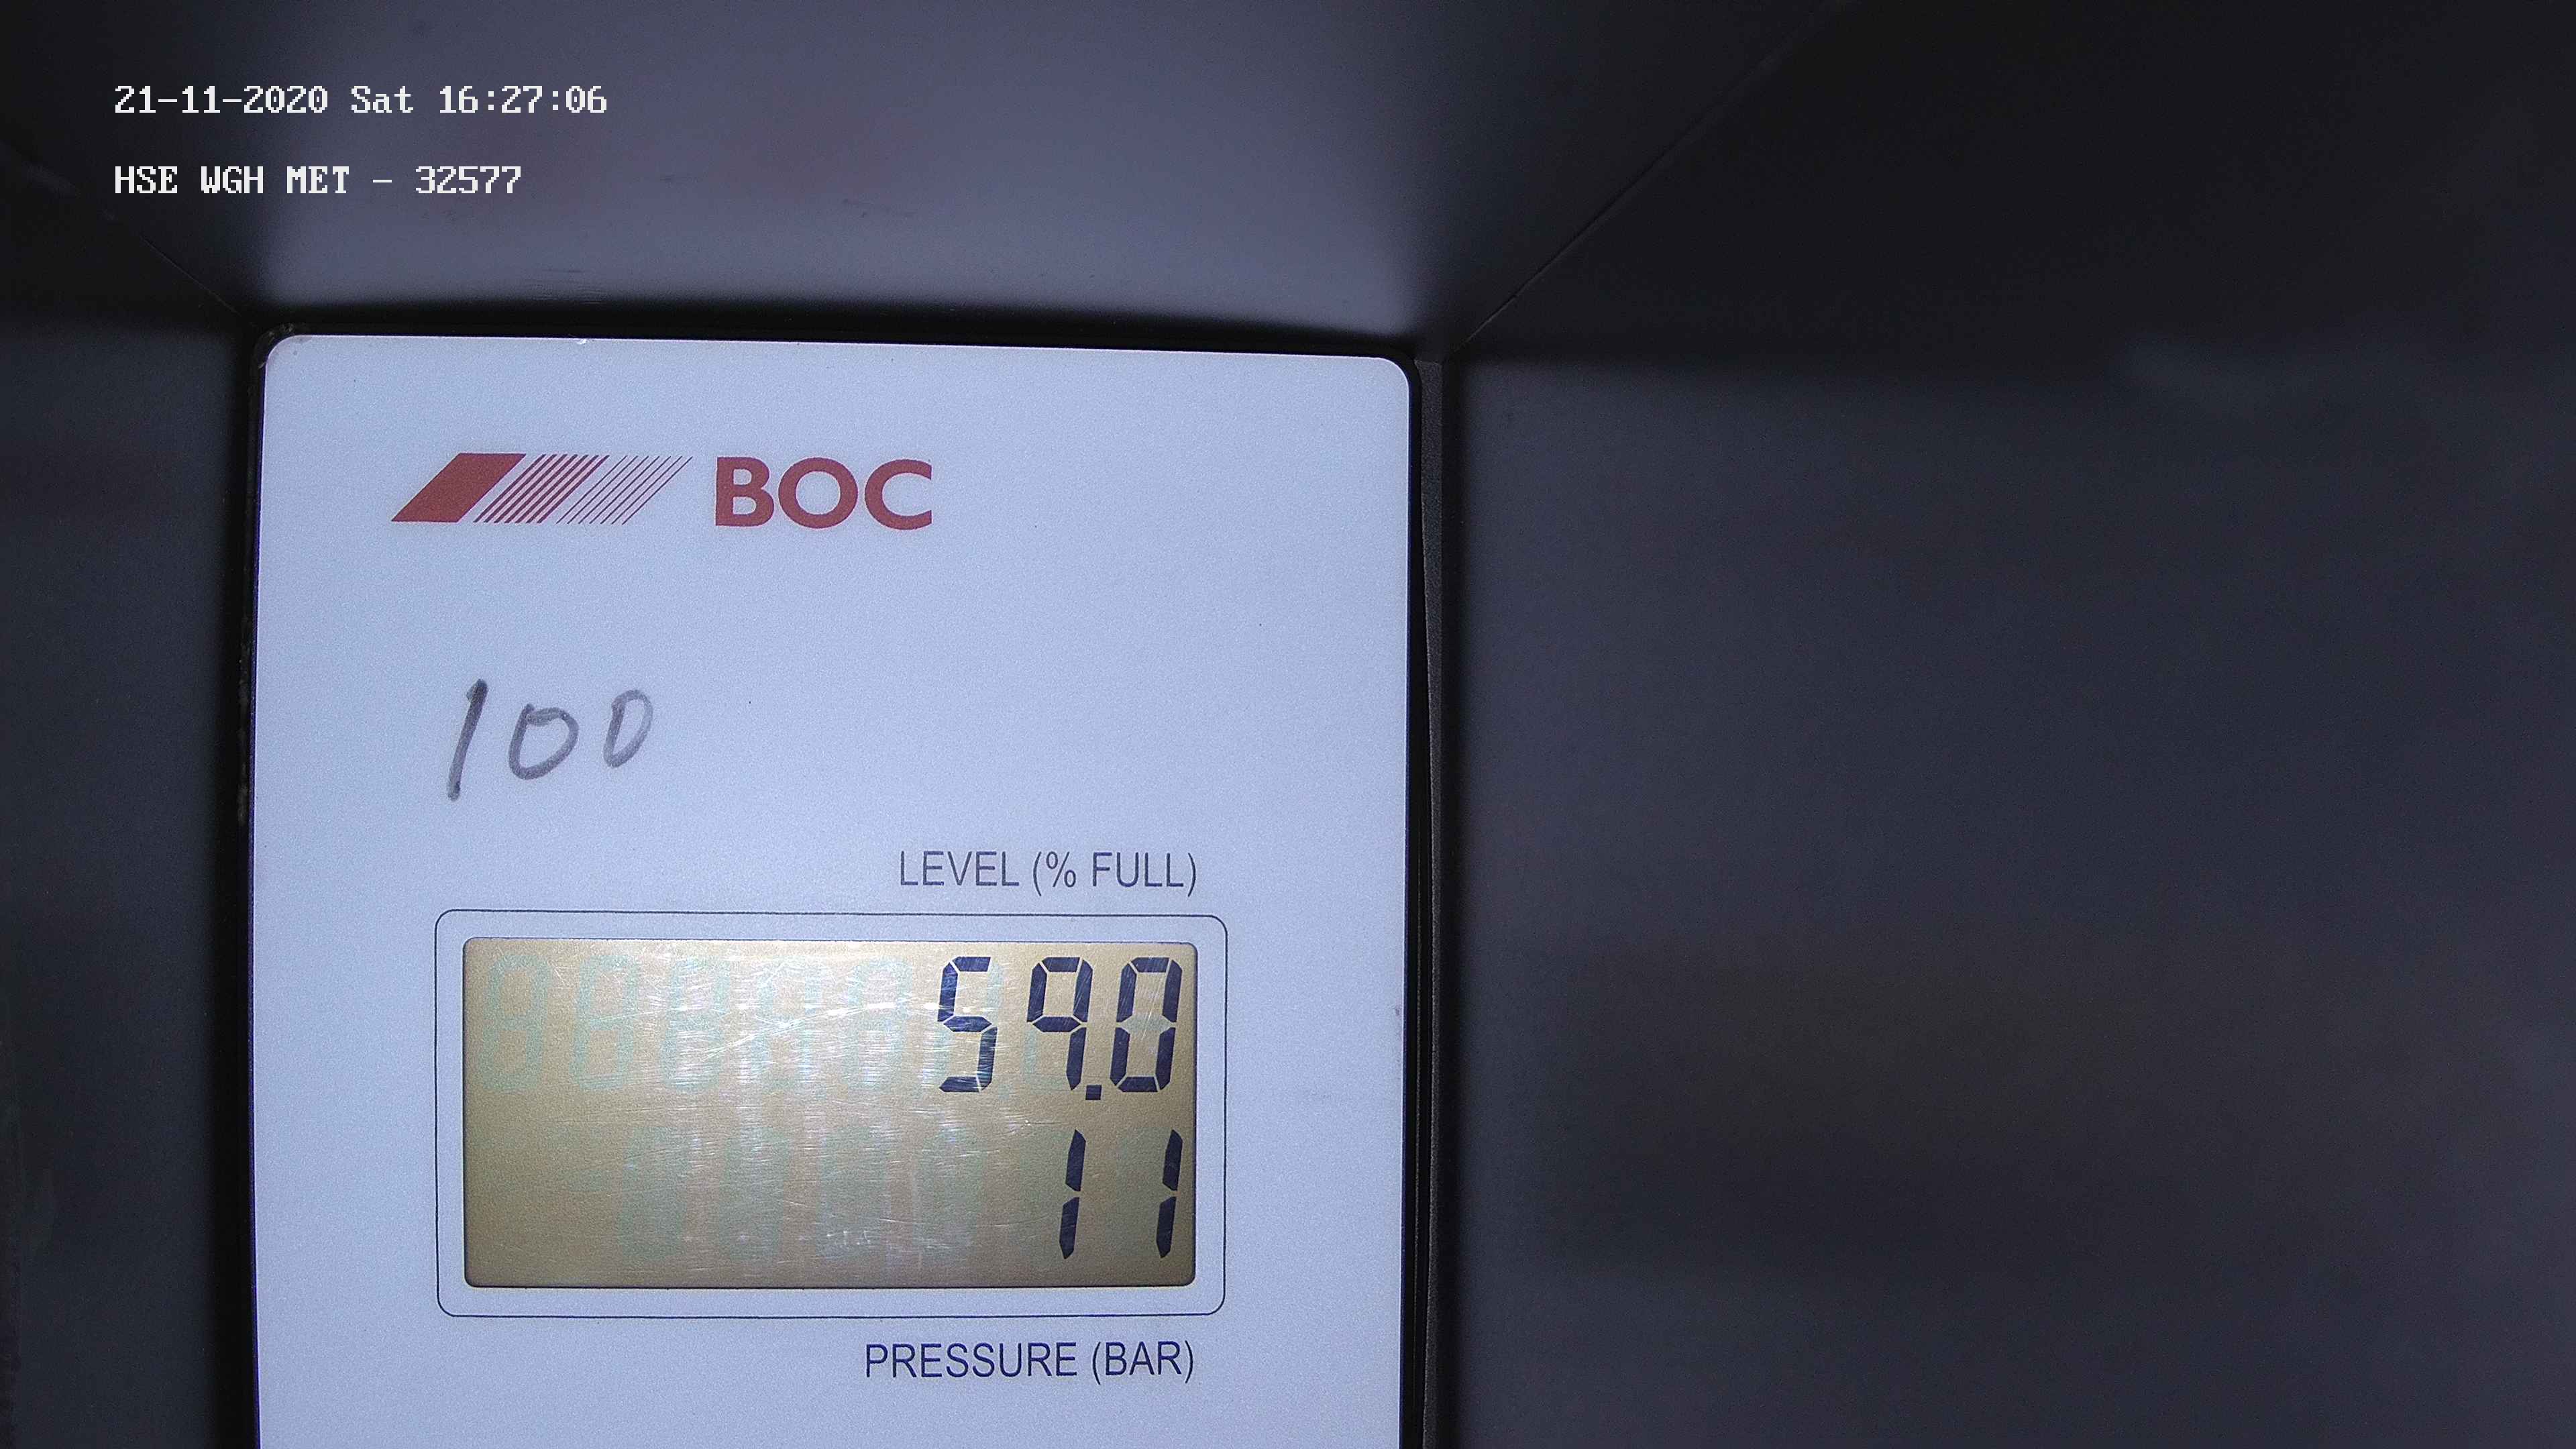 21-11-2020 Sat 16:27:06
HSE WGH MET - 32577
BOC
100
LEVEL (% FULL)
59.0
11
PRESSURE (BAR)